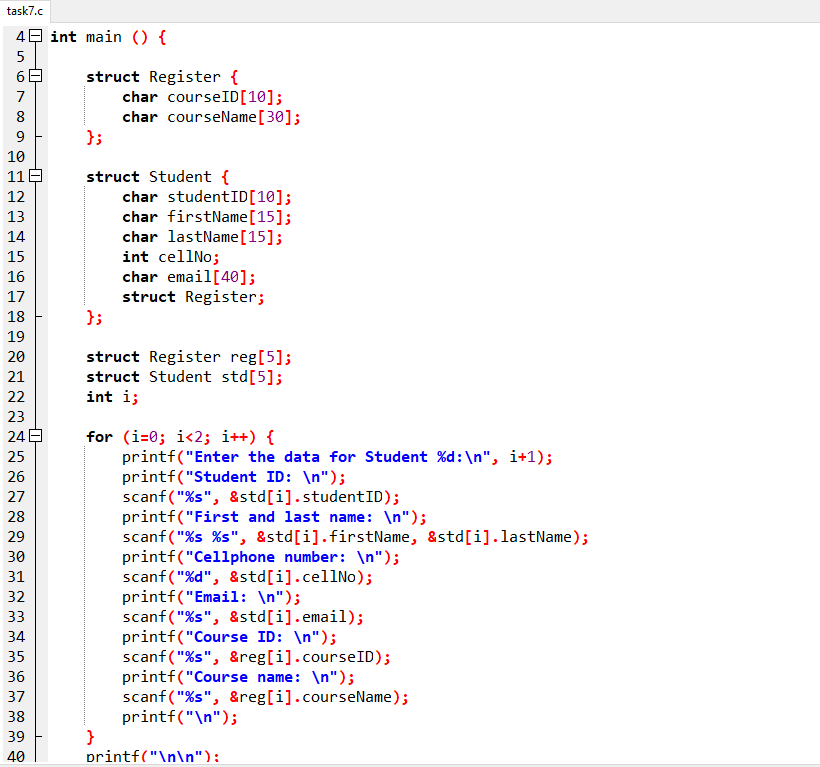 task7.c
4 int main () {
5
6 struct Register {
7 char courseID[10];
8 char courseName[30];
9 };
10
11 struct Student {
12 char studentID[10];
13 char firstName[15];
14 char lastName[15];
15 int cellNo;
16 char email[40];
17 struct Register;
18 };
19
20 struct Register reg[5];
21 struct Student std[5];
22 int i;
23
24 for (i=0; i<2; i++) {
25 printf("Enter the data for Student %d:\n", i+1);
26 printf("Student ID: \n");
27 scanf("%s", &std[i].studentID);
28 printf("First and last name: \n");
29 scanf("%s %s", &std[i].firstName, &std[i].lastName);
30 printf("Cellphone number: \n");
31 scanf("%d", &std[i].cellNo);
32 printf("Email: \n");
33 scanf("%s", &std[i].email);
34 printf("Course ID: \n");
35 scanf("%s", &reg[i].courseID);
36 printf("Course name: \n");
37 scanf("%s", &reg[i].courseName);
38 printf("\n");
39 }
40 printf("\n\n");